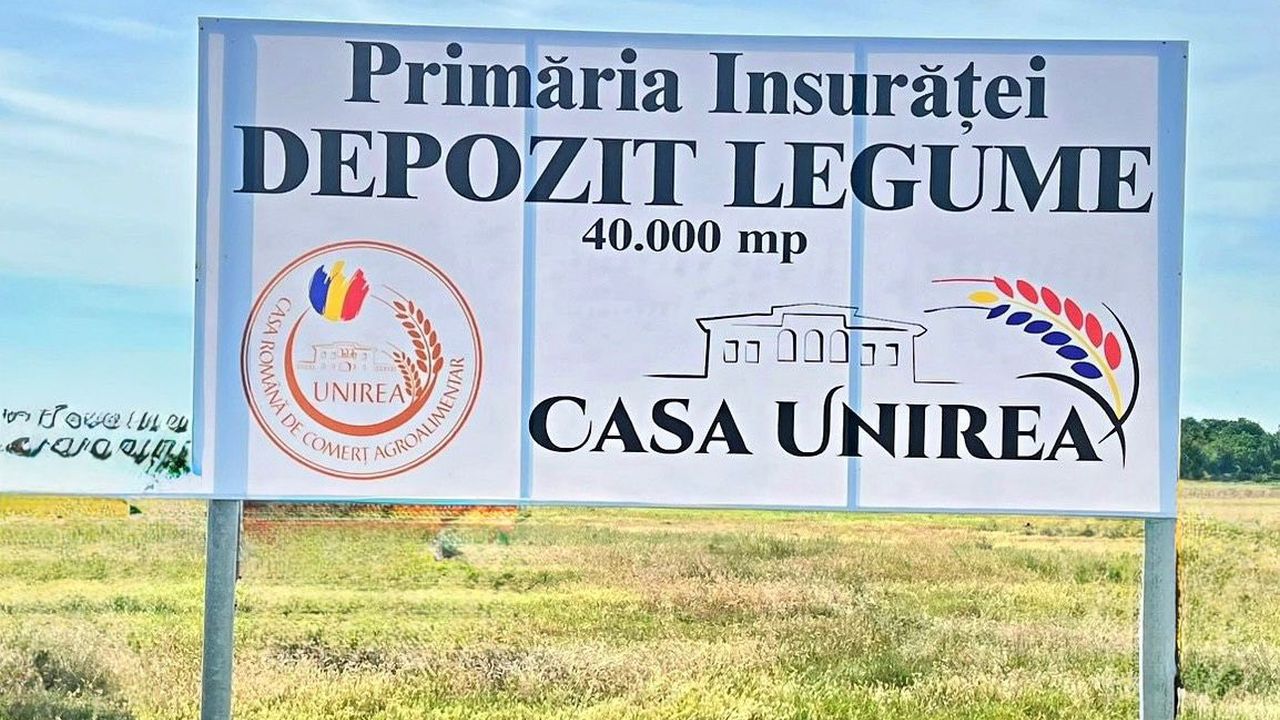 Primăria Insurăței
DEPOZIT LEGUME
40.000 mp
CASA ROMÂNĂ DE COMERȚ AGROALIMENTAR
UNIREA
CASA UNIREA